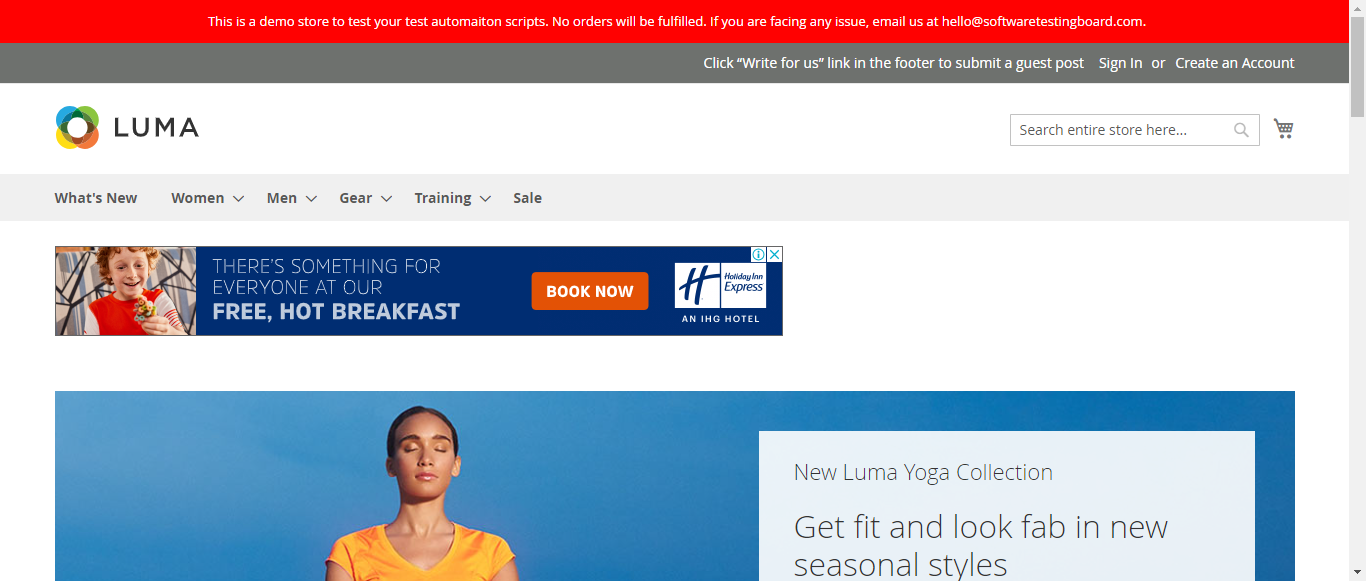 This is a demo store to test your test automaiton scripts. No orders will be fulfilled. If you are facing any issue, email us at hello@softwaretestingboard.com.
Click “Write for us” link in the footer to submit a guest post Sign In or Create an Account
LUMA
Search entire store here...
What's New Women Men Gear Training Sale
THERE'S SOMETHING FOR
EVERYONE AT OUR
FREE, HOT BREAKFAST
BOOK NOW
H
Holiday Inn
Express
AN IHG HOTEL
New Luma Yoga Collection
Get fit and look fab in new
seasonal styles